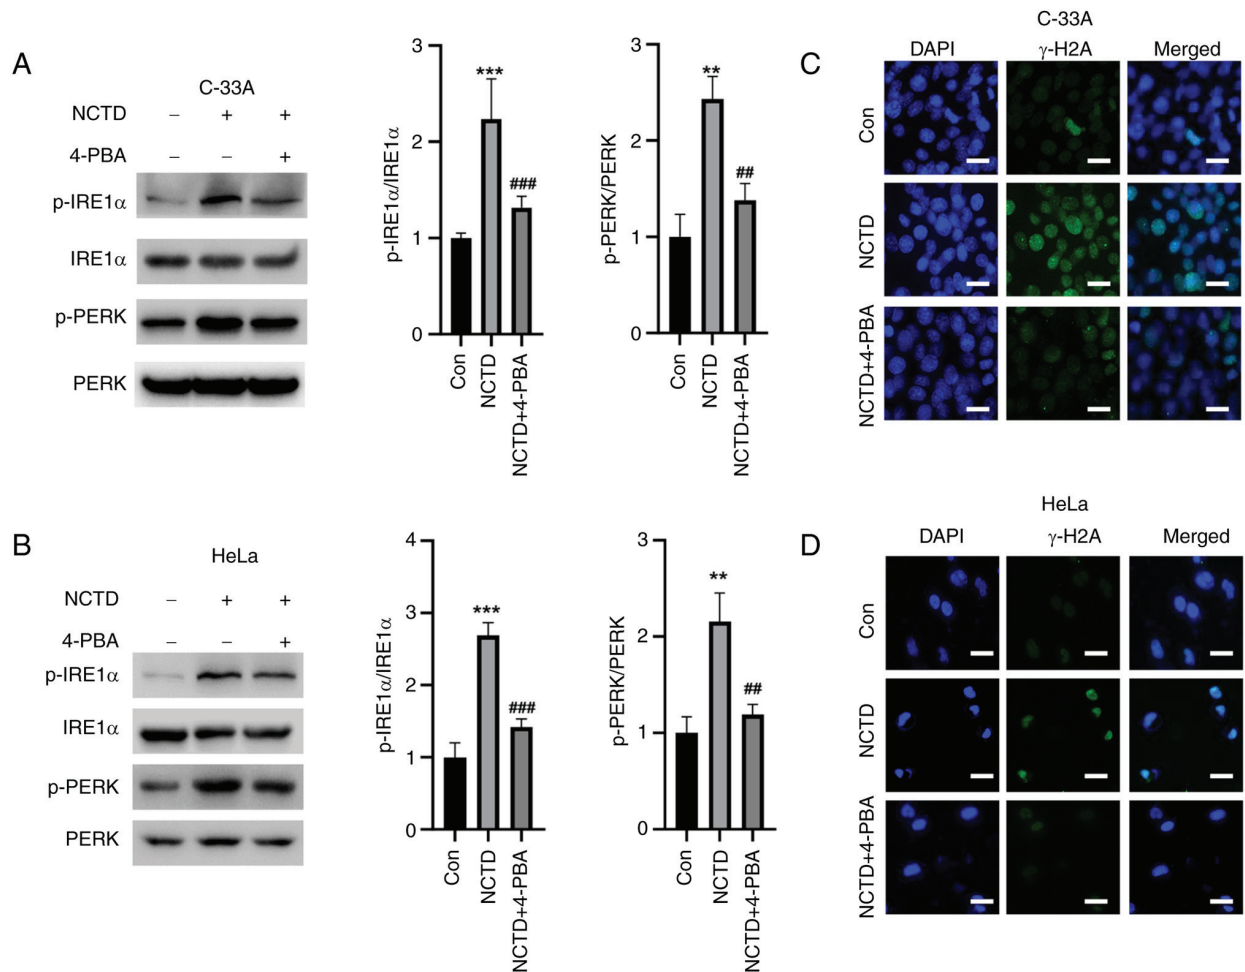 A
C-33A
NCTD – + +
4-PBA – – +
p-IRE1α
IRE1α
p-PERK
PERK
p-IRE1α/IRE1α
3
2
1
0
***
###
Con
NCTD
NCTD+4-PBA
p-PERK/PERK
3
2
1
0
**
##
Con
NCTD
NCTD+4-PBA
C
C-33A
DAPI γ-H2A Merged
Con
NCTD
NCTD+4-PBA
B
HeLa
NCTD – + +
4-PBA – – +
p-IRE1α
IRE1α
p-PERK
PERK
p-IRE1α/IRE1α
4
3
2
1
0
***
###
Con
NCTD
NCTD+4-PBA
p-PERK/PERK
3
2
1
0
**
##
Con
NCTD
NCTD+4-PBA
D
HeLa
DAPI γ-H2A Merged
Con
NCTD
NCTD+4-PBA